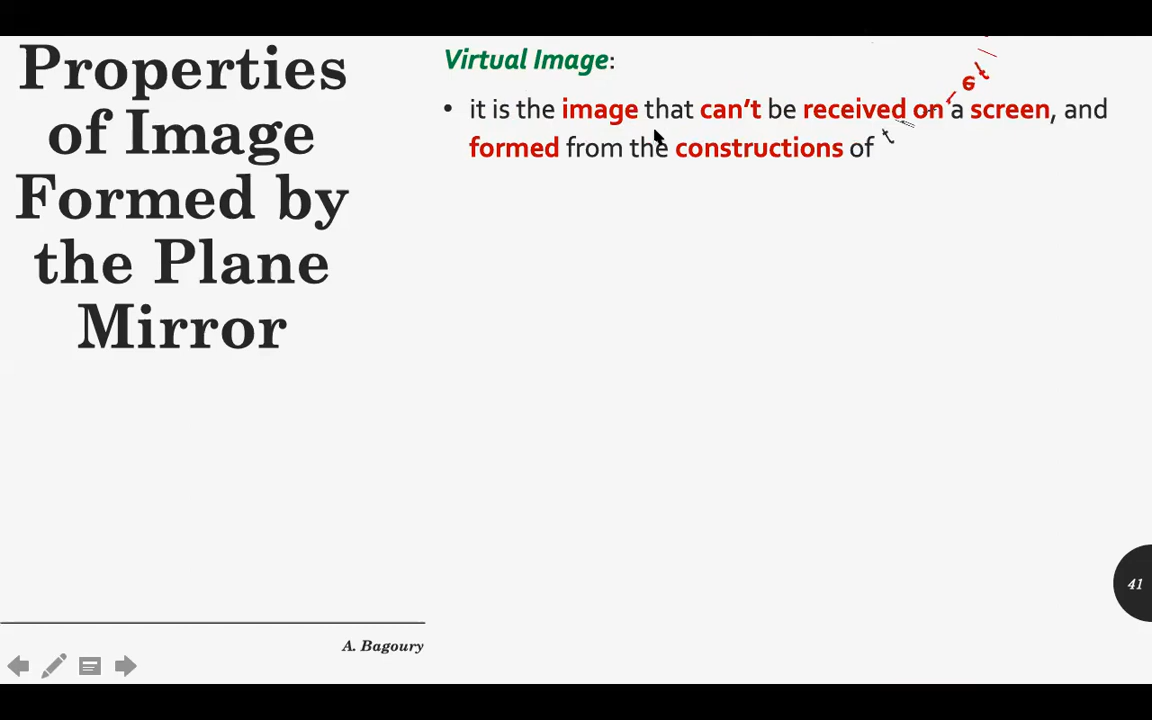 Properties
of Image
Formed by
the Plane
Mirror
Virtual Image:
• it is the image that can't be received on a screen, and
formed from the constructions of
41
A. Bagoury